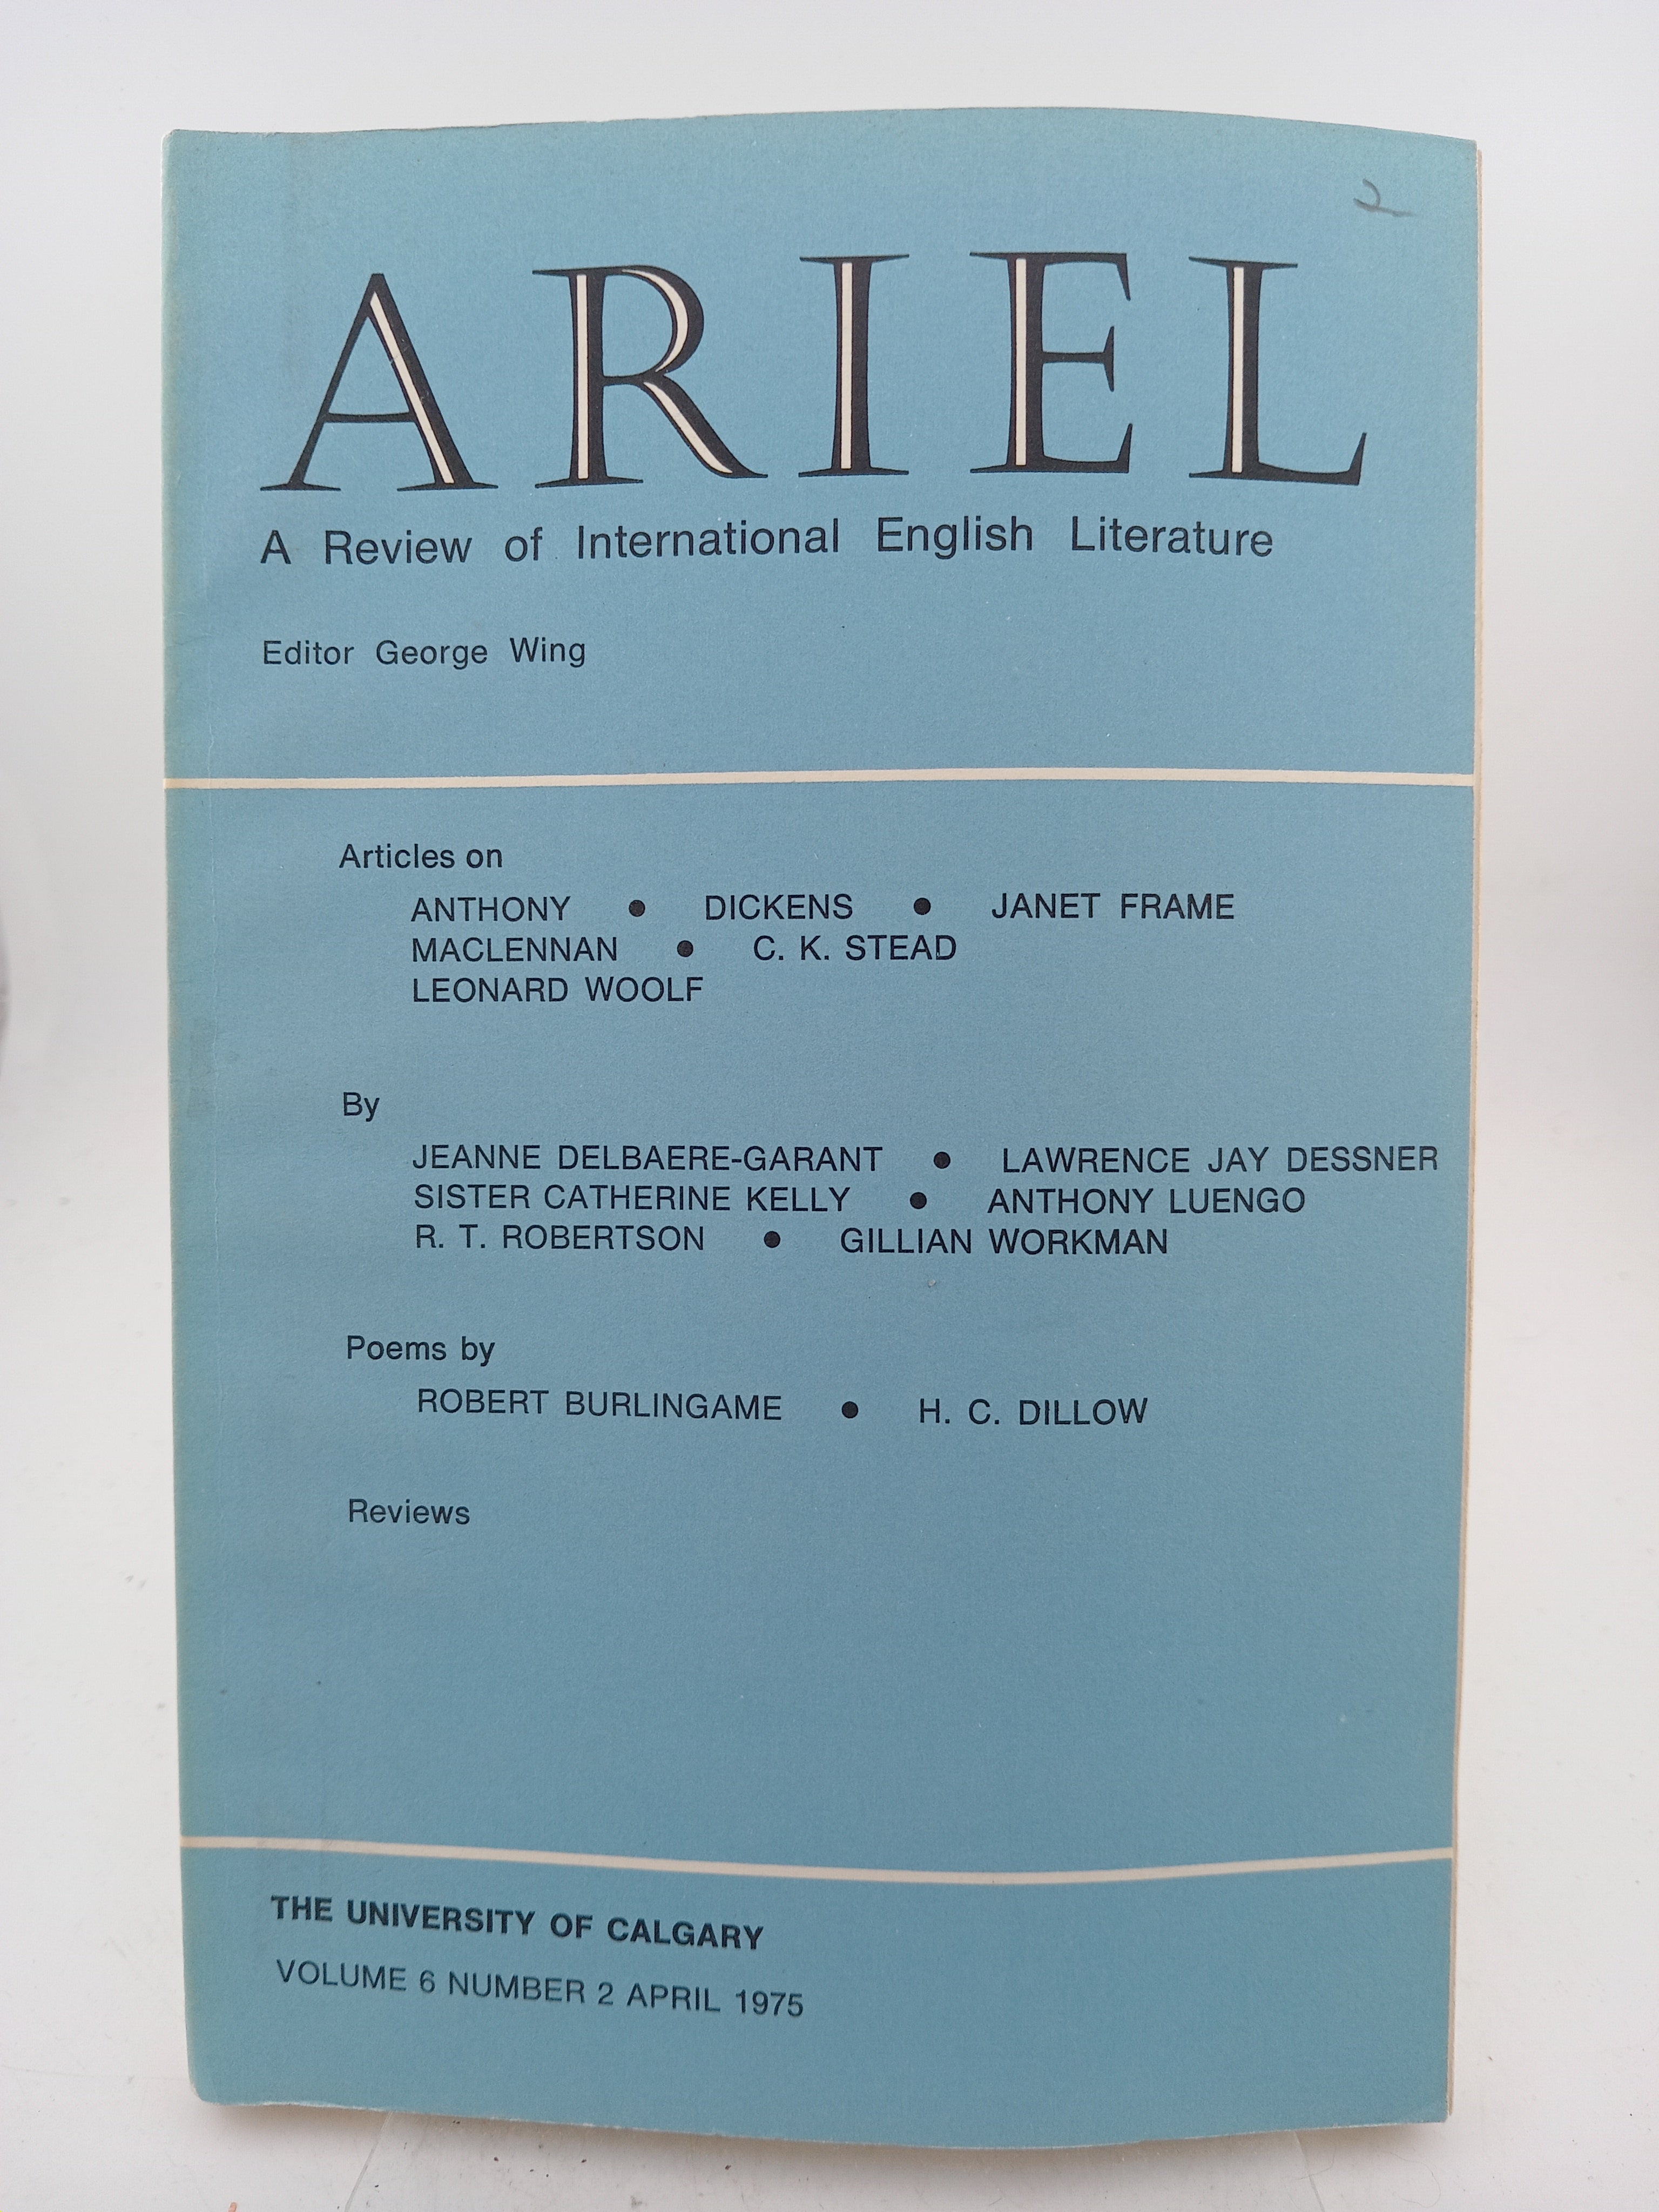 2
ARIEL
A Review of International English Literature
Editor George Wing
Articles on
ANTHONY ● DICKENS ● JANET FRAME
MACLENNAN ● C. K. STEAD
LEONARD WOOLF
By
JEANNE DELBAERE-GARANT ● LAWRENCE JAY DESSNER
SISTER CATHERINE KELLY ● ANTHONY LUENGO
R. T. ROBERTSON ● GILLIAN WORKMAN
Poems by
ROBERT BURLINGAME ● H. C. DILLOW
Reviews
THE UNIVERSITY OF CALGARY
VOLUME 6 NUMBER 2 APRIL 1975